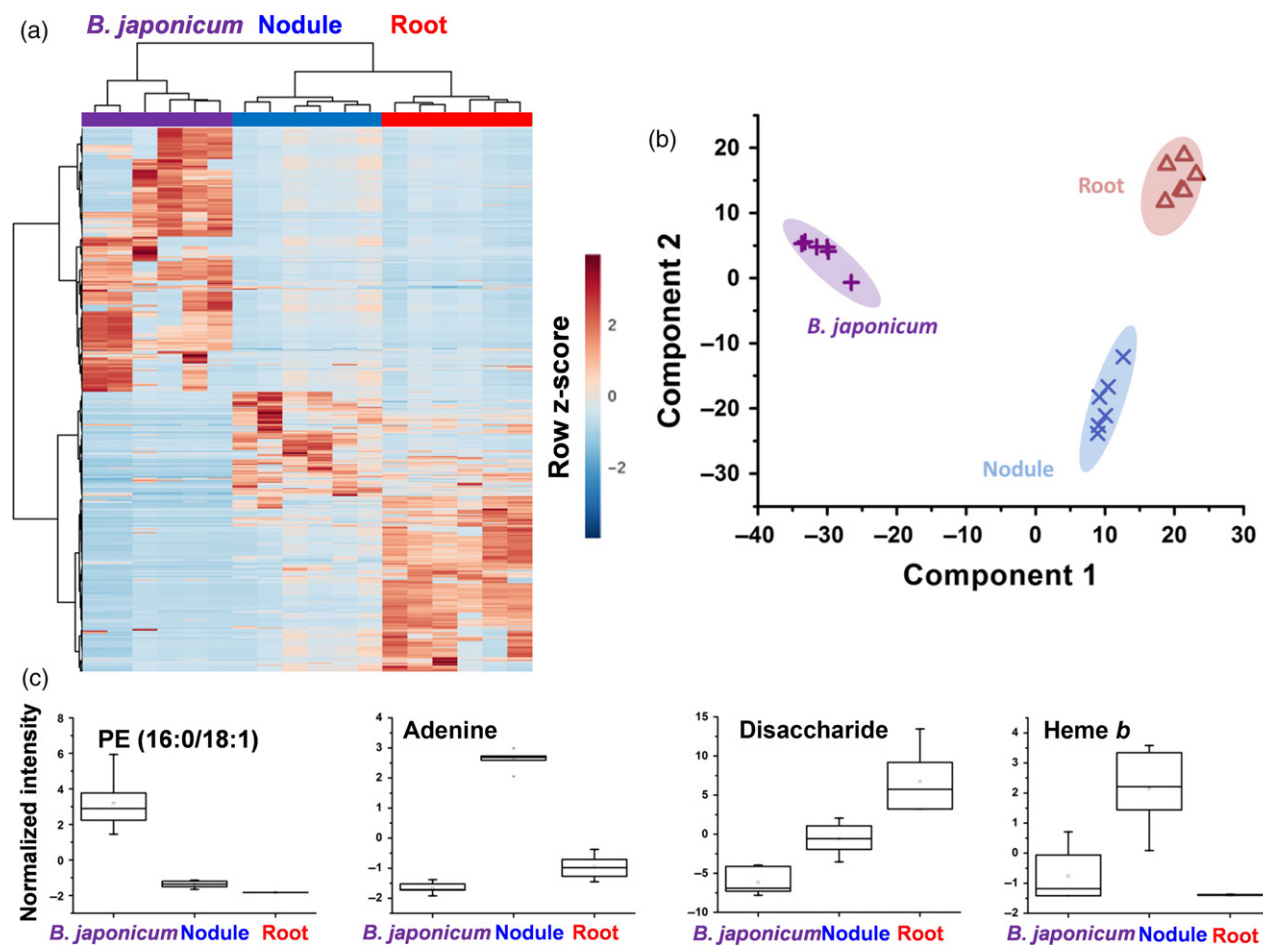 (a)
B. japonicum Nodule Root
Row z-score
2
0
−2
(b)
Component 2
20
10
0
−10
−20
−30
Root
B. japonicum
Nodule
−40 −30 −20 −10 0 10 20 30
Component 1
(c)
Normalized intensity
8
6
4
2
0
−2
PE (16:0/18:1)
B. japonicum Nodule Root
4
3
2
1
0
−1
−2
Adenine
B. japonicum Nodule Root
15
10
5
0
−5
−10
Disaccharide
B. japonicum Nodule Root
4
3
2
1
0
−1
−2
Heme b
B. japonicum Nodule Root